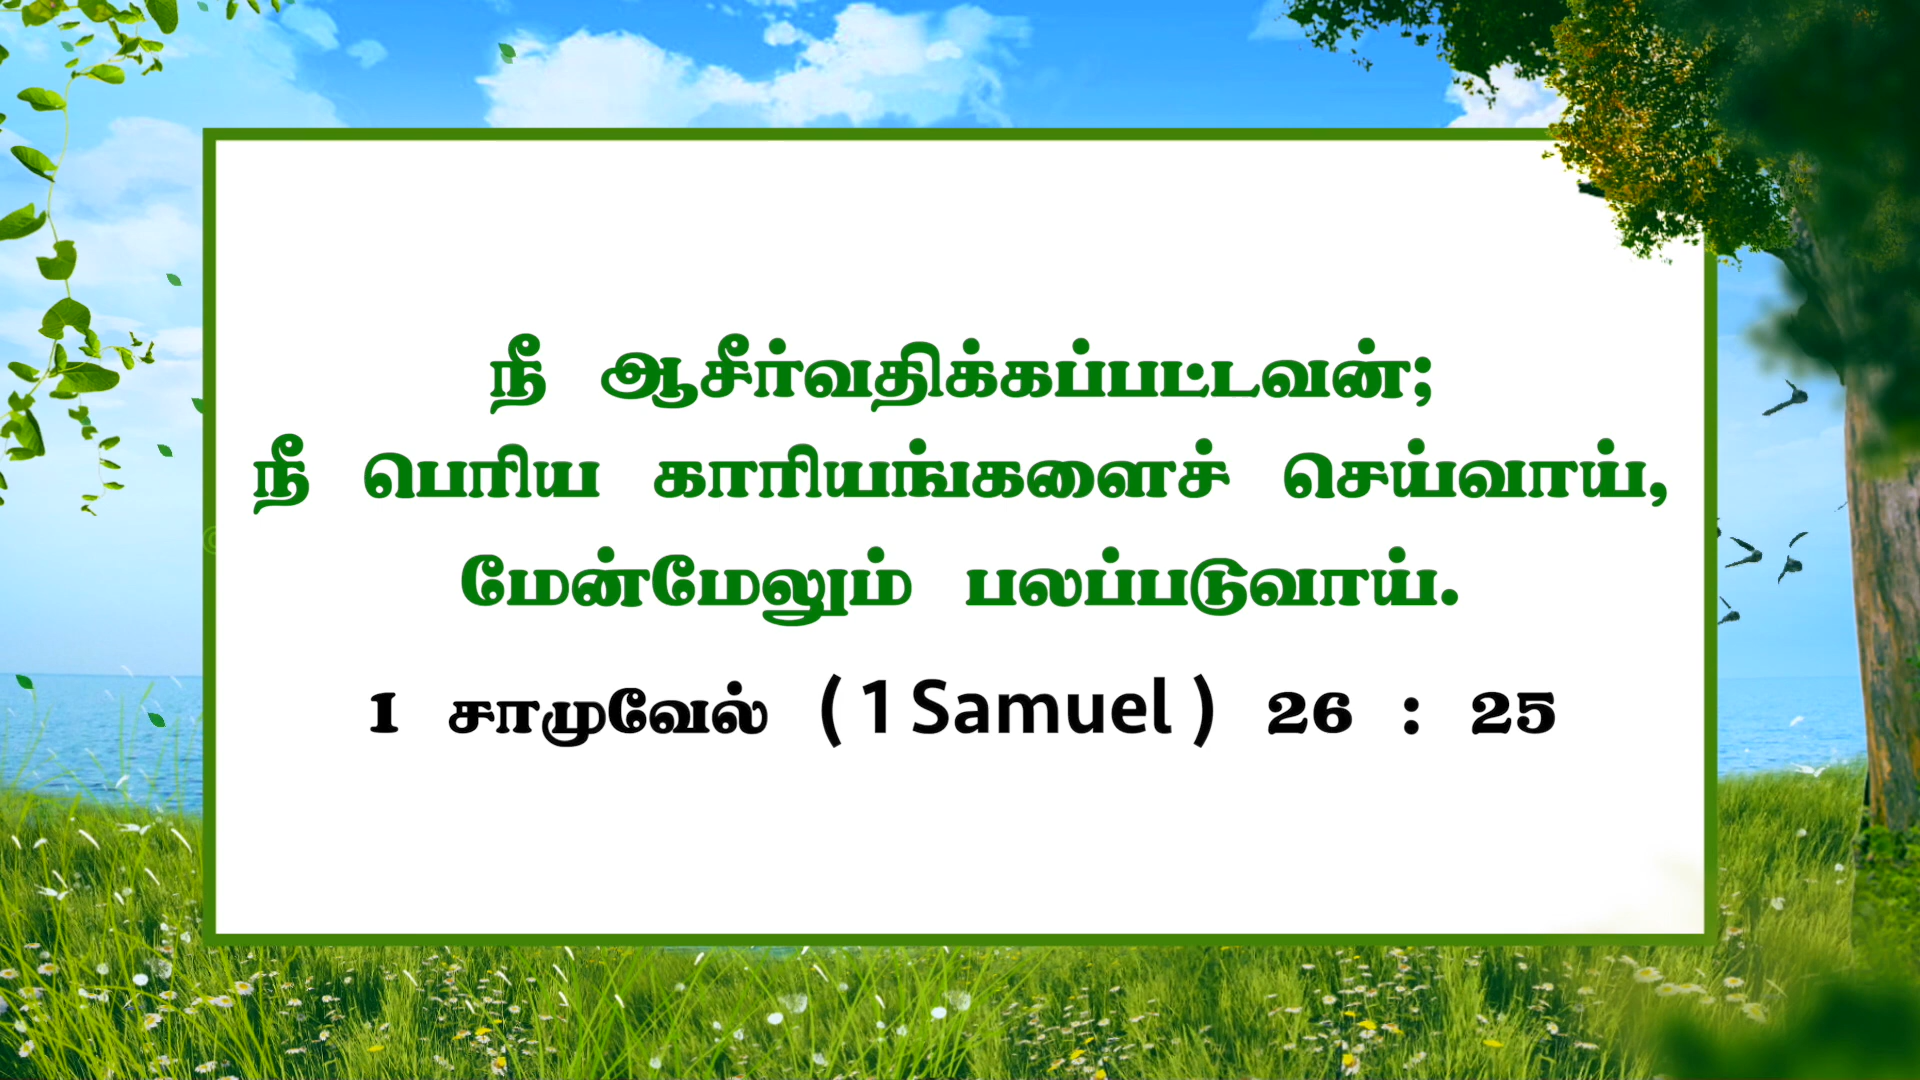 நீ ஆசீர்வதிக்கப்பட்டவன்;
நீ பெரிய காரியங்களைச் செய்வாய்,
மேன்மேலும் பலப்படுவாய்.
1 சாமுவேல் ( 1 Samuel ) 26 : 25